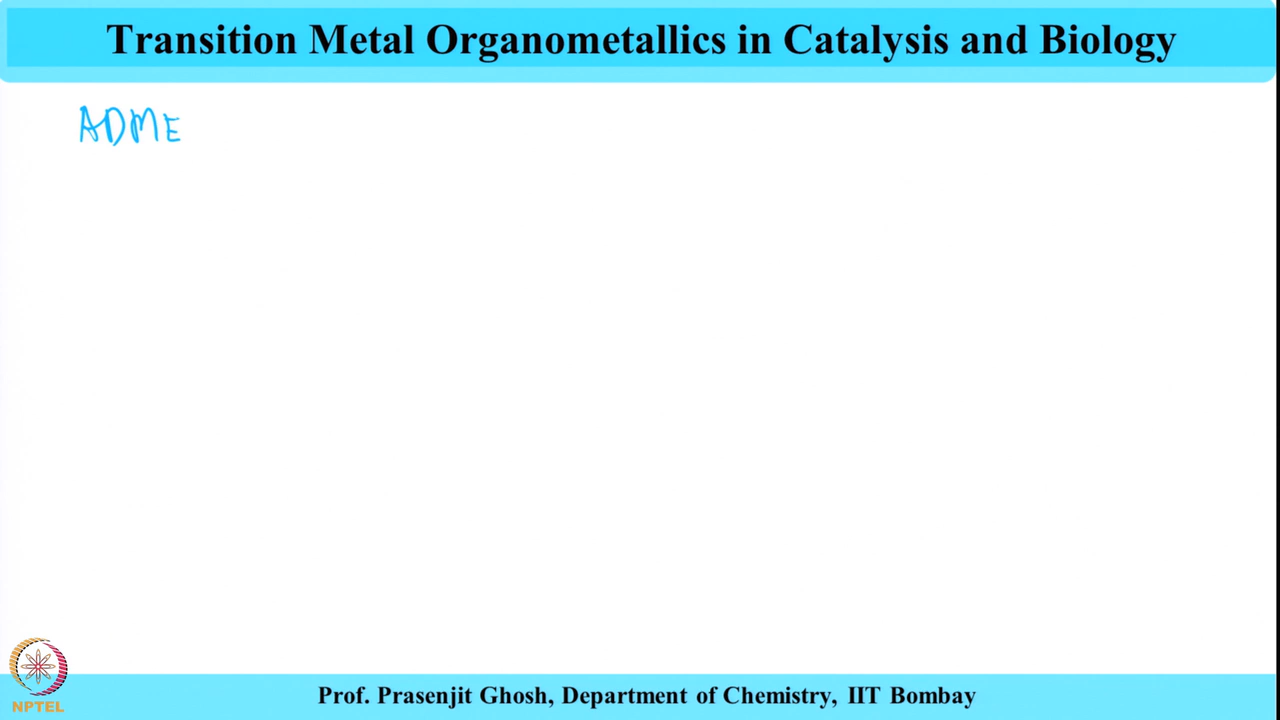 Transition Metal Organometallics in Catalysis and Biology
ADME
NPTEL
Prof. Prasenjit Ghosh, Department of Chemistry, IIT Bombay